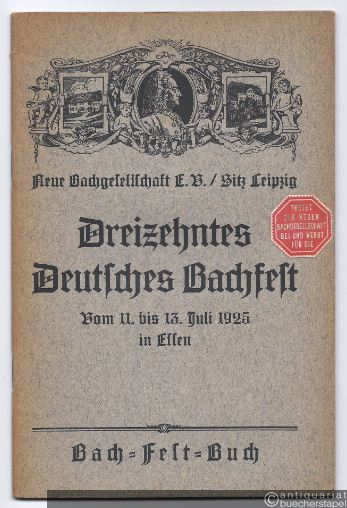 Neue Bachgesellschaft E.V. / Sitz Leipzig
TRETET
DER NEUEN
BACHGESELLSCHAFT
BEI UND WERBT
FÜR SIE
Dreizehntes
Deutsches Bachfest
Vom 11. bis 13. Juli 1925
in Essen
Bach=Fest=Buch
antiquariat
buecherstapel